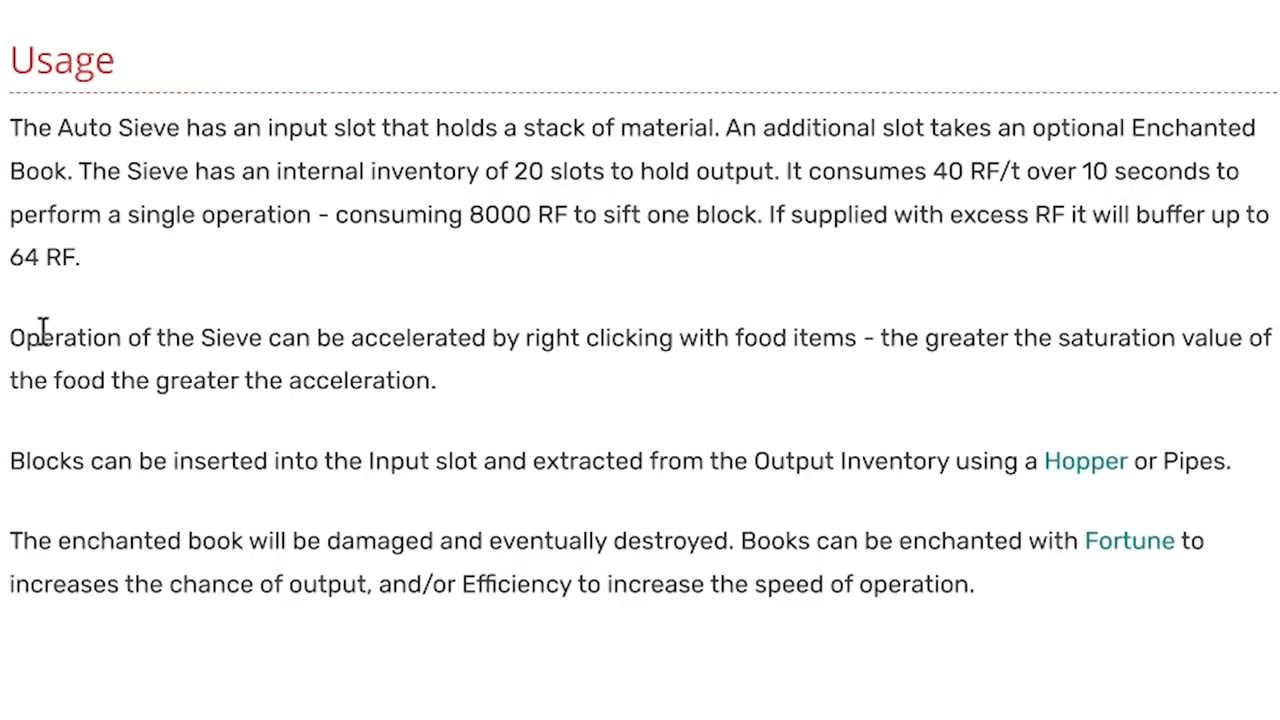 Usage
The Auto Sieve has an input slot that holds a stack of material. An additional slot takes an optional Enchanted
Book. The Sieve has an internal inventory of 20 slots to hold output. It consumes 40 RF/t over 10 seconds to
perform a single operation - consuming 8000 RF to sift one block. If supplied with excess RF it will buffer up to
64 RF.
Operation of the Sieve can be accelerated by right clicking with food items - the greater the saturation value of
the food the greater the acceleration.
Blocks can be inserted into the Input slot and extracted from the Output Inventory using a Hopper or Pipes.
The enchanted book will be damaged and eventually destroyed. Books can be enchanted with Fortune to
increases the chance of output, and/or Efficiency to increase the speed of operation.